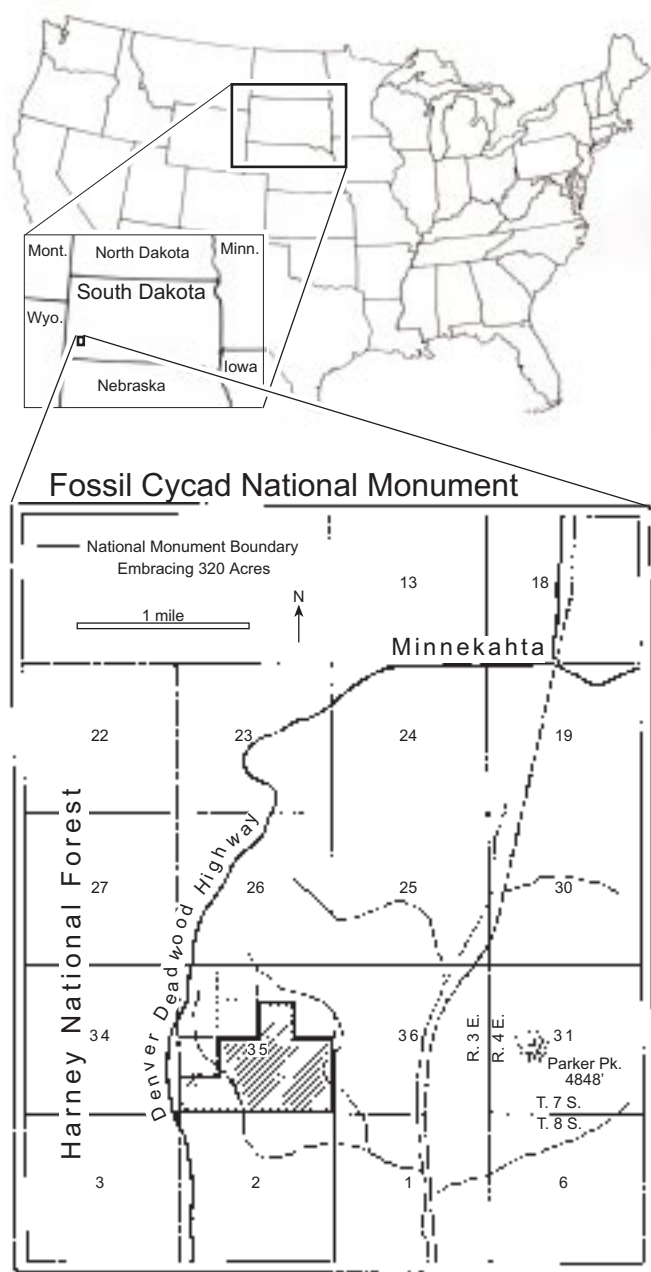 Mont.
North Dakota
Minn.
South Dakota
Wyo.
Iowa
Nebraska
Fossil Cycad National Monument
National Monument Boundary
Embracing 320 Acres
13
18
1 mile
N
Minnekahta
22
23
24
19
Harney National Forest
Denver Deadwood Highway
27
26
25
30
34
35
36
R. 3 E.
R. 4 E.
31
Parker Pk.
4848'
T. 7 S.
T. 8 S.
3
2
1
6